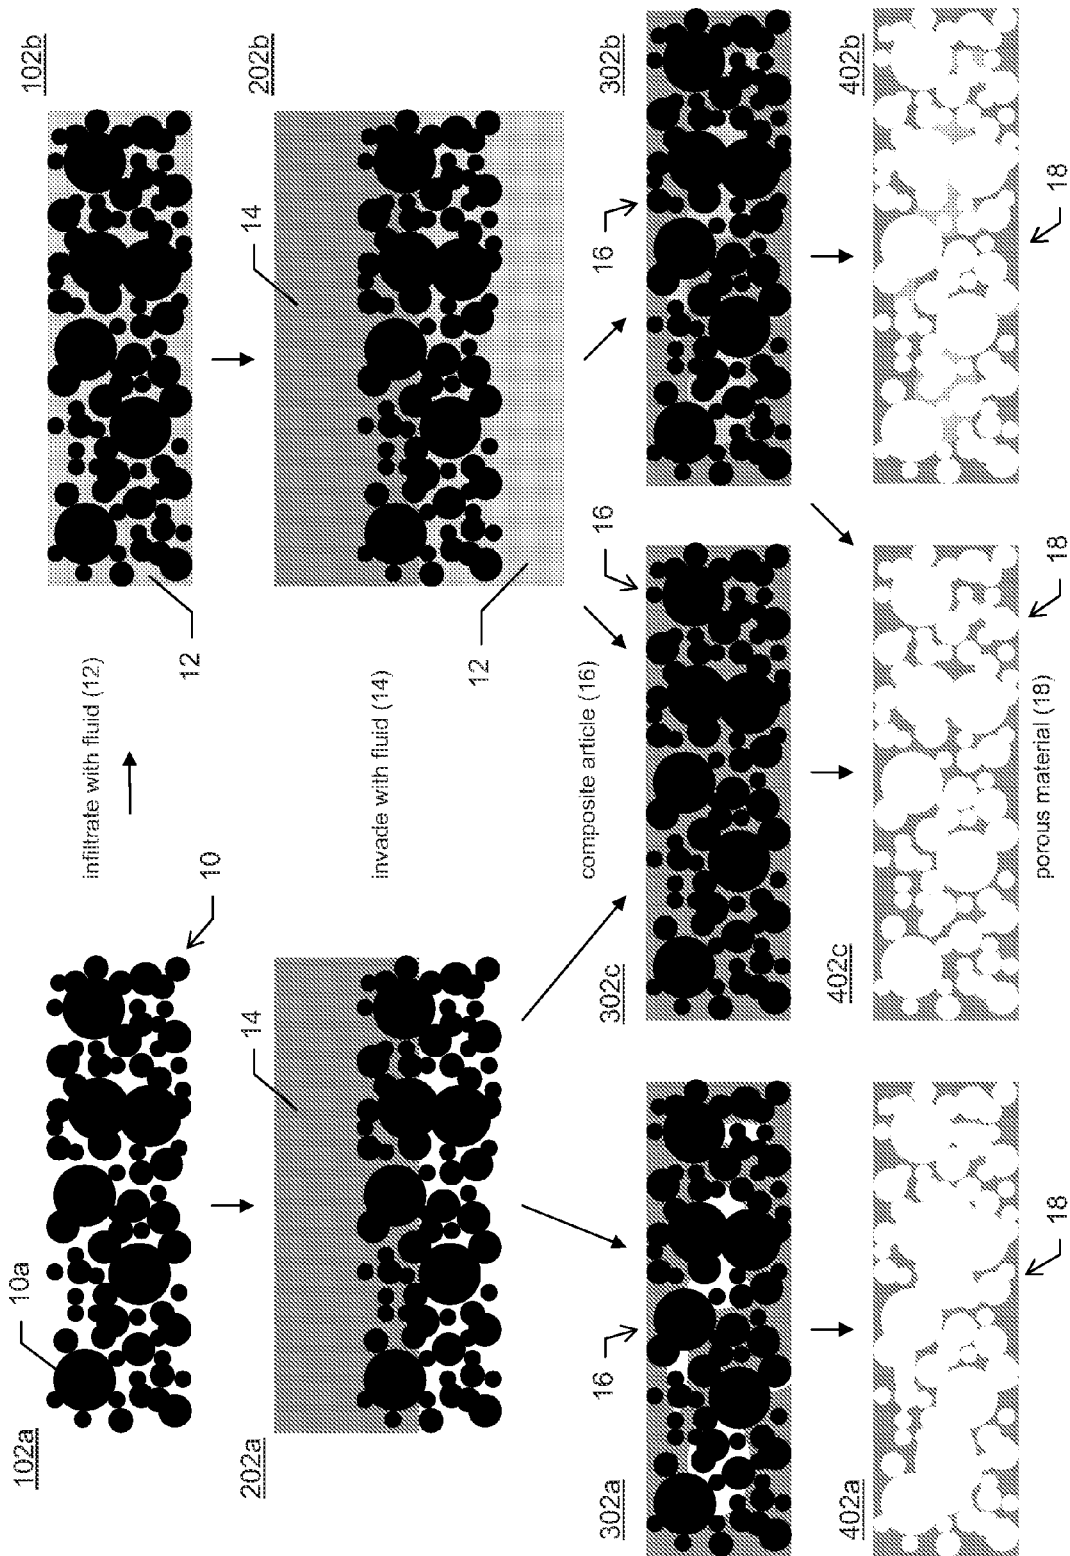 102a
10a
10
infiltrate with fluid (12)
12
102b
202a
14
invade with fluid (14)
12
14
202b
302a
16
302c
composite article (16)
16
16
302b
402a
18
402c
porous material (18)
18
402b
18